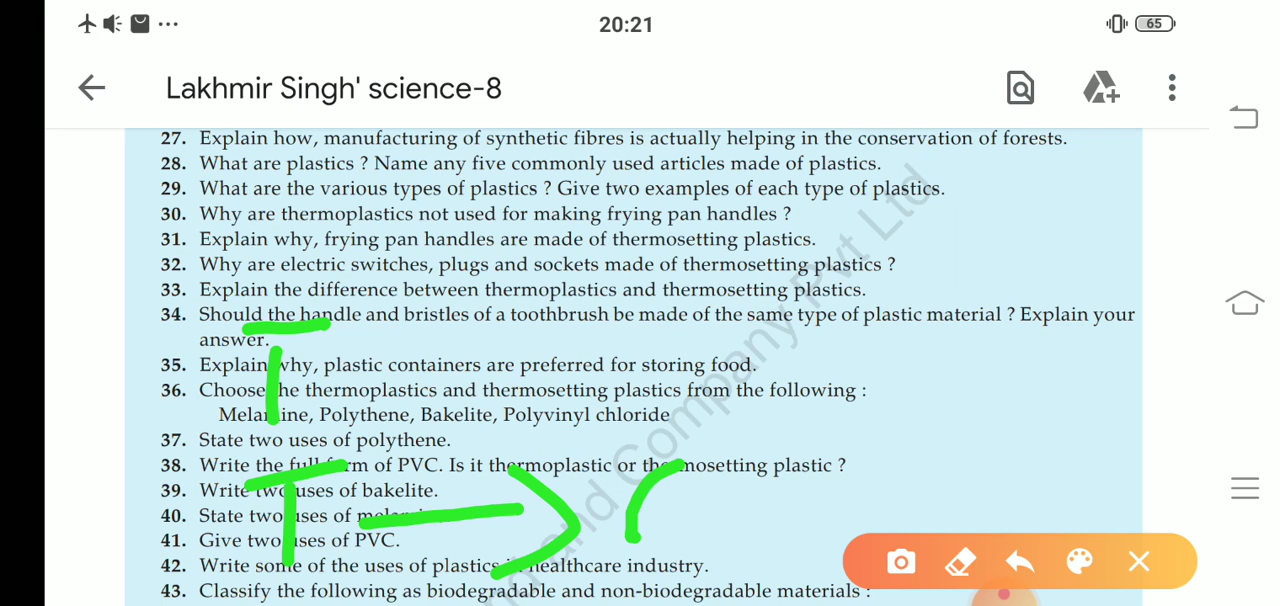 20:21
65
Lakhmir Singh' science-8
27. Explain how, manufacturing of synthetic fibres is actually helping in the conservation of forests.
28. What are plastics ? Name any five commonly used articles made of plastics.
29. What are the various types of plastics ? Give two examples of each type of plastics.
30. Why are thermoplastics not used for making frying pan handles ?
31. Explain why, frying pan handles are made of thermosetting plastics.
32. Why are electric switches, plugs and sockets made of thermosetting plastics ?
33. Explain the difference between thermoplastics and thermosetting plastics.
34. Should the handle and bristles of a toothbrush be made of the same type of plastic material ? Explain your
answer.
35. Explain why, plastic containers are preferred for storing food.
36. Choose the thermoplastics and thermosetting plastics from the following :
Melamine, Polythene, Bakelite, Polyvinyl chloride
37. State two uses of polythene.
38. Write the full form of PVC. Is it thermoplastic or thermosetting plastic ?
39. Write two uses of bakelite.
40. State two uses of
41. Give two uses of PVC.
42. Write some of the uses of plastics in healthcare industry.
43. Classify the following as biodegradable and non-biodegradable materials :
and Company Pvt Ltd
T
T → r